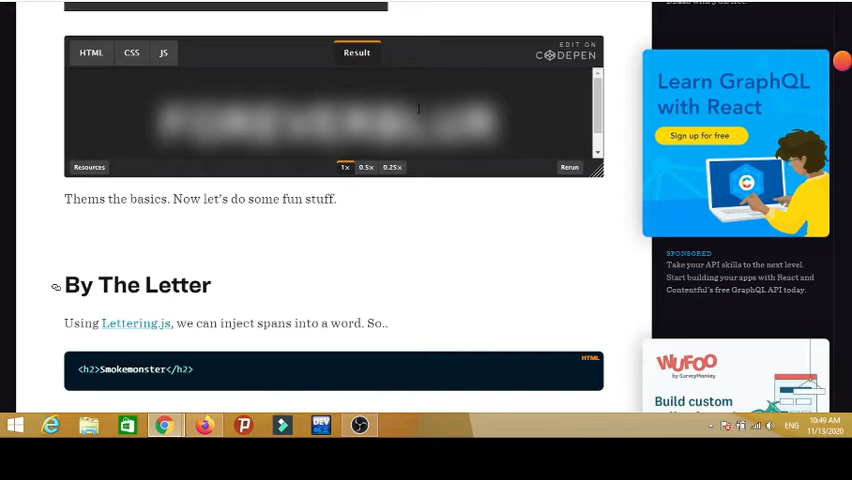 HTML CSS JS Result EDIT ON
CODEPEN
FOREVERBLUR
Resources 1x 0.5x 0.25x Rerun
Thems the basics. Now let's do some fun stuff.
By The Letter
Using Lettering.js, we can inject spans into a word. So..
HTML
<h2>Smokemonster</h2>
Learn GraphQL
with React
Sign up for free
SPONSORED
Take your API skills to the next level.
Start building your apps with React and
Contentful's free GraphQL API today.
WUFOO
by SurveyMonkey
Build custom
DEV
ENG
10:49 AM
11/13/2020